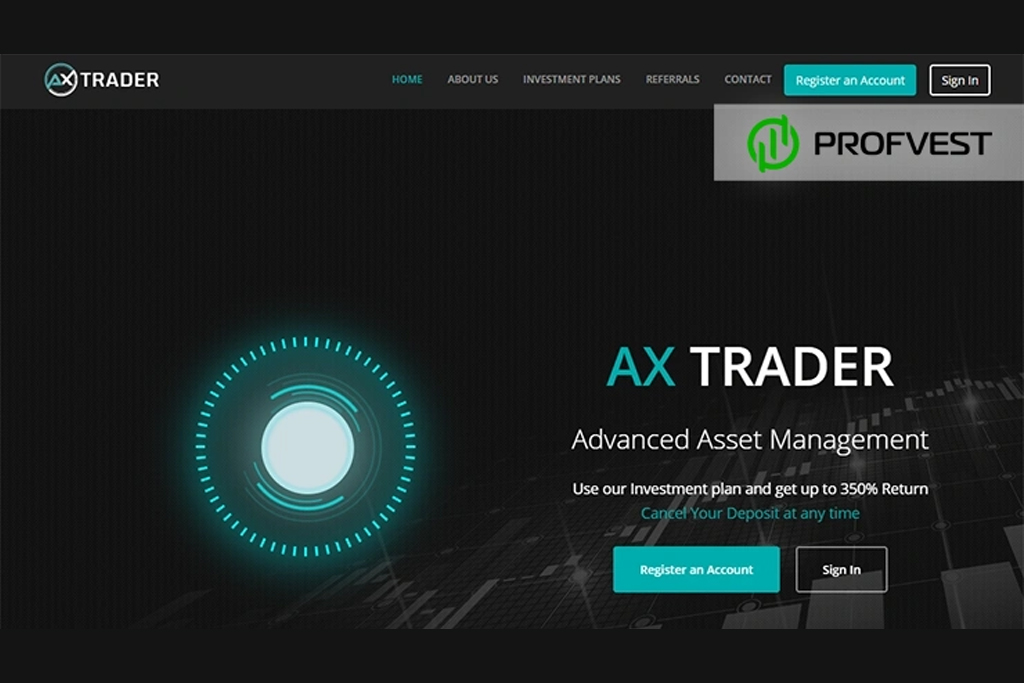 AX TRADER
HOME ABOUT US INVESTMENT PLANS REFERRALS CONTACT Register an Account Sign In
PROFVEST
AX TRADER
Advanced Asset Management
Use our Investment plan and get up to 350% Return
Cancel Your Deposit at any time
Register an Account Sign In